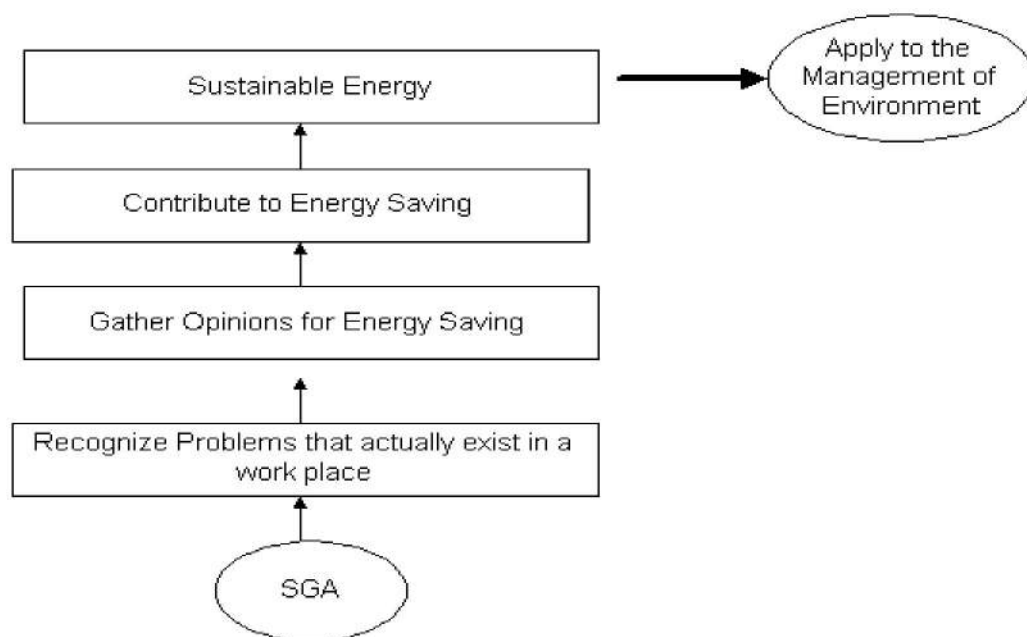 Sustainable Energy
Apply to the
Management of
Environment
Contribute to Energy Saving
Gather Opinions for Energy Saving
Recognize Problems that actually exist in a
work place
SGA